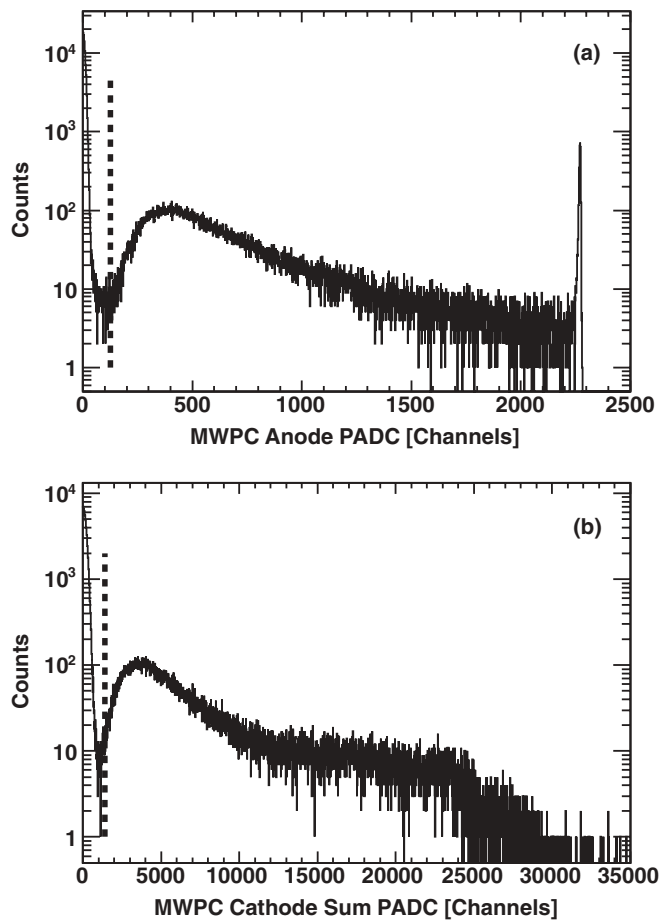 (a)
Counts
10⁴
10³
10²
10
1
0 500 1000 1500 2000 2500
MWPC Anode PADC [Channels]
(b)
Counts
10⁴
10³
10²
10
1
0 5000 10000 15000 20000 25000 30000 35000
MWPC Cathode Sum PADC [Channels]